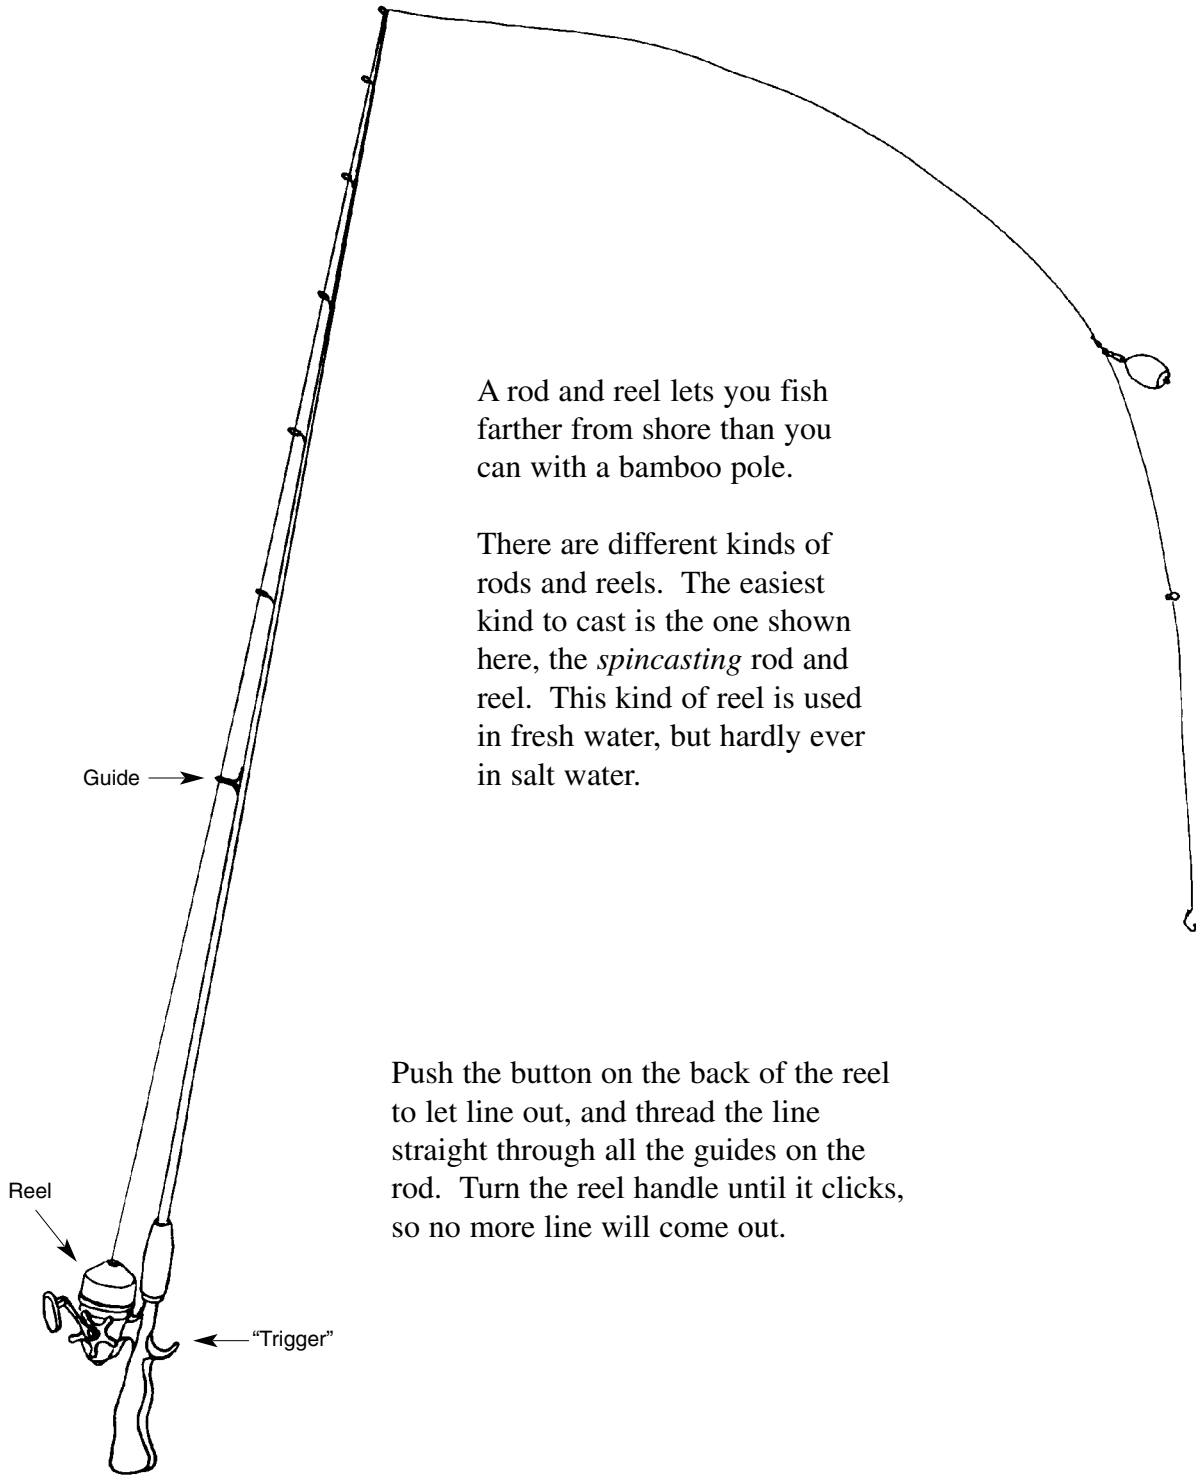 A rod and reel lets you fish
farther from shore than you
can with a bamboo pole.
There are different kinds of
rods and reels. The easiest
kind to cast is the one shown
here, the spincasting rod and
reel. This kind of reel is used
in fresh water, but hardly ever
in salt water.
Guide
Push the button on the back of the reel
to let line out, and thread the line
straight through all the guides on the
rod. Turn the reel handle until it clicks,
so no more line will come out.
Reel
“Trigger”